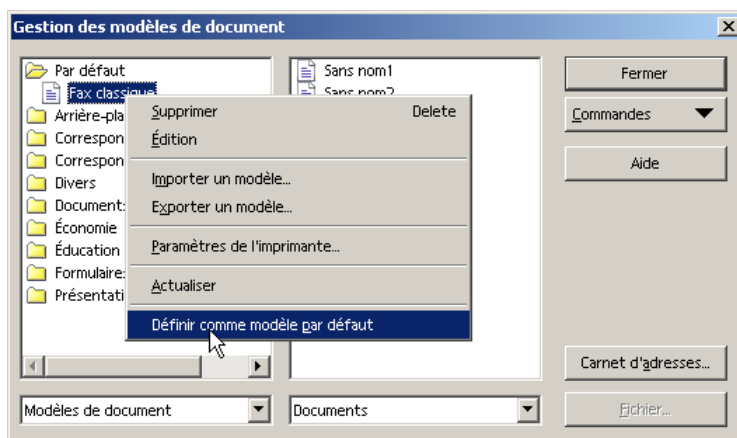 Gestion des modèles de document
Par défaut
Fax classique
Arrière-pla
Correspon
Correspon
Divers
Document
Économie
Éducation
Formulaire
Présentati
Supprimer Delete
Édition
Importer un modèle...
Exporter un modèle...
Paramètres de l'imprimante...
Actualiser
Définir comme modèle par défaut
Sans nom1
Sans nom2
Fermer
Commandes
Aide
Carnet d'adresses...
Fichier...
Modèles de document
Documents